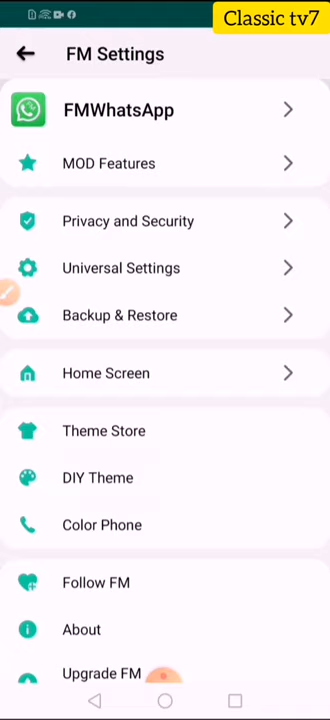 Classic tv7
FM Settings
FMWhatsApp
MOD Features
Privacy and Security
Universal Settings
Backup & Restore
Home Screen
Theme Store
DIY Theme
Color Phone
Follow FM
About
Upgrade FM